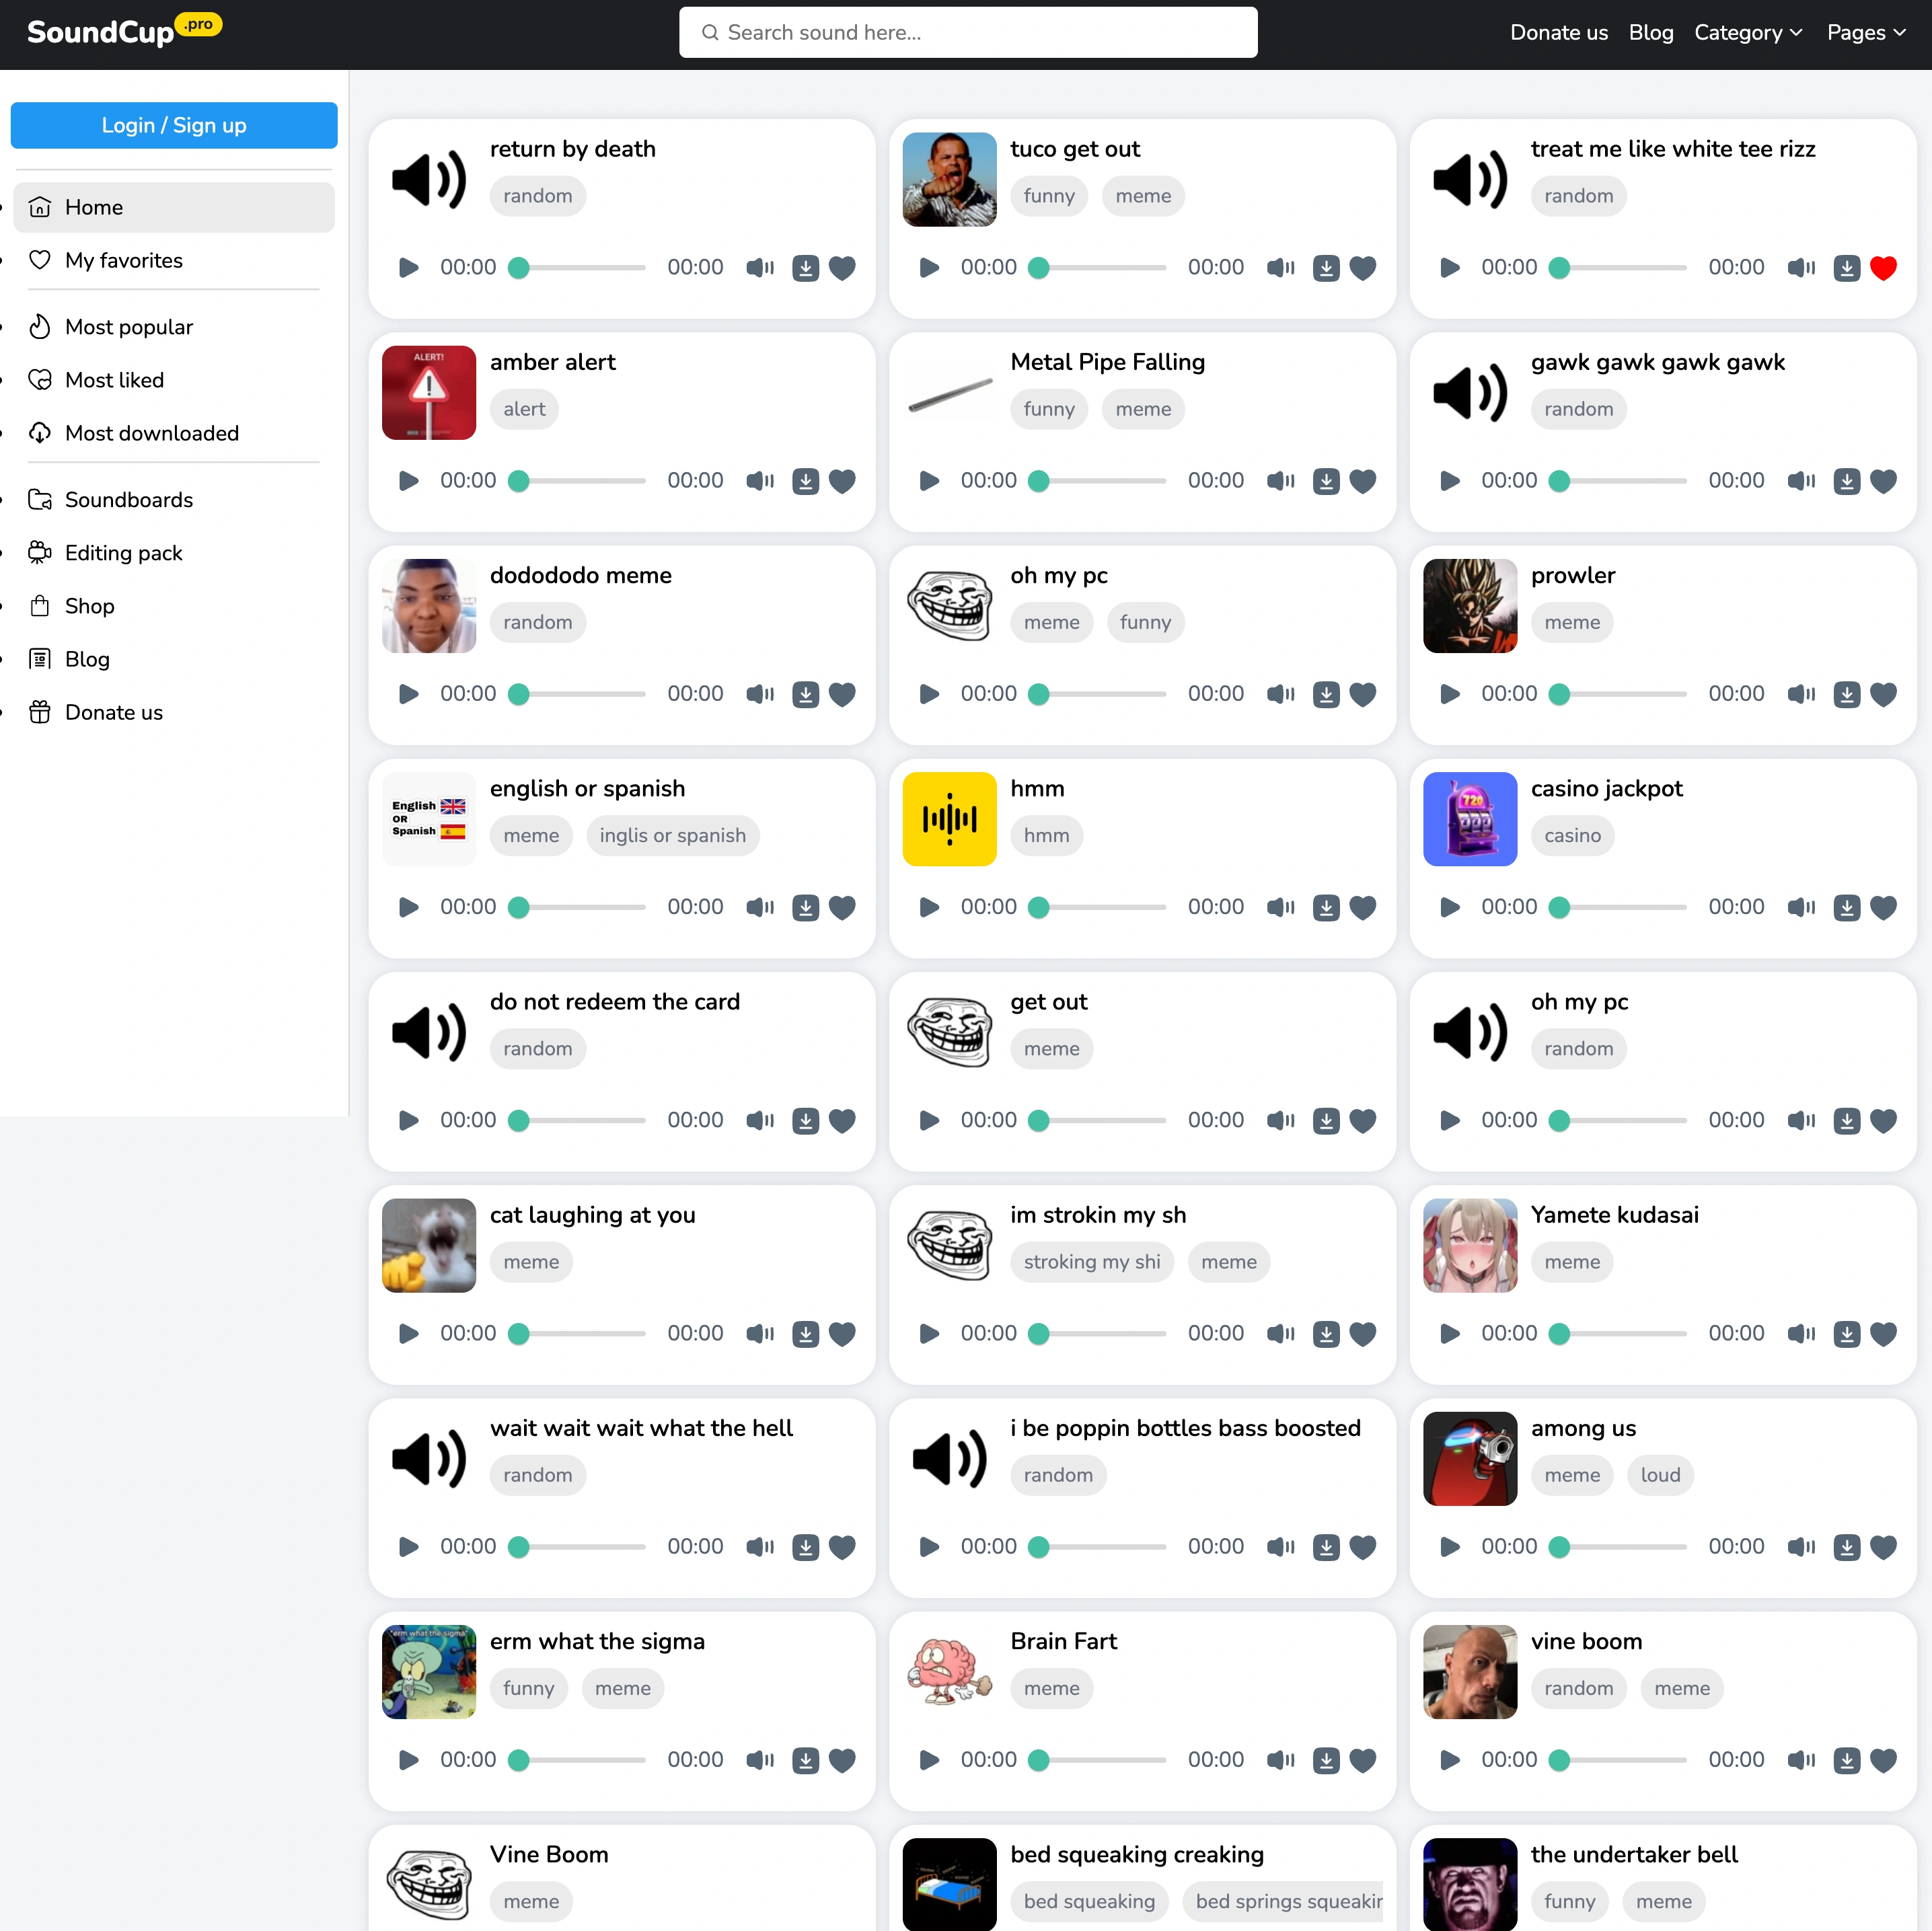 SoundCup .pro
Search sound here...
Donate us Blog Category Pages
Login / Sign up
Home
My favorites
Most popular
Most liked
Most downloaded
Soundboards
Editing pack
Shop
Blog
Donate us
return by death
random
00:00 00:00
tuco get out
funny meme
00:00 00:00
treat me like white tee rizz
random
00:00 00:00
ALERT!
amber alert
alert
00:00 00:00
Metal Pipe Falling
funny meme
00:00 00:00
gawk gawk gawk gawk
random
00:00 00:00
dodododo meme
random
00:00 00:00
oh my pc
meme funny
00:00 00:00
prowler
meme
00:00 00:00
English
OR
Spanish
english or spanish
meme inglis or spanish
00:00 00:00
hmm
hmm
00:00 00:00
720
casino jackpot
casino
00:00 00:00
do not redeem the card
random
00:00 00:00
get out
meme
00:00 00:00
oh my pc
random
00:00 00:00
cat laughing at you
meme
00:00 00:00
im strokin my sh
stroking my shi meme
00:00 00:00
Yamete kudasai
meme
00:00 00:00
wait wait wait what the hell
random
00:00 00:00
i be poppin bottles bass boosted
random
00:00 00:00
among us
meme loud
00:00 00:00
"erm what the sigma"
erm what the sigma
funny meme
00:00 00:00
Brain Fart
meme
00:00 00:00
vine boom
random meme
00:00 00:00
Vine Boom
meme
bed squeaking creaking
bed squeaking bed springs squeakin
the undertaker bell
funny meme